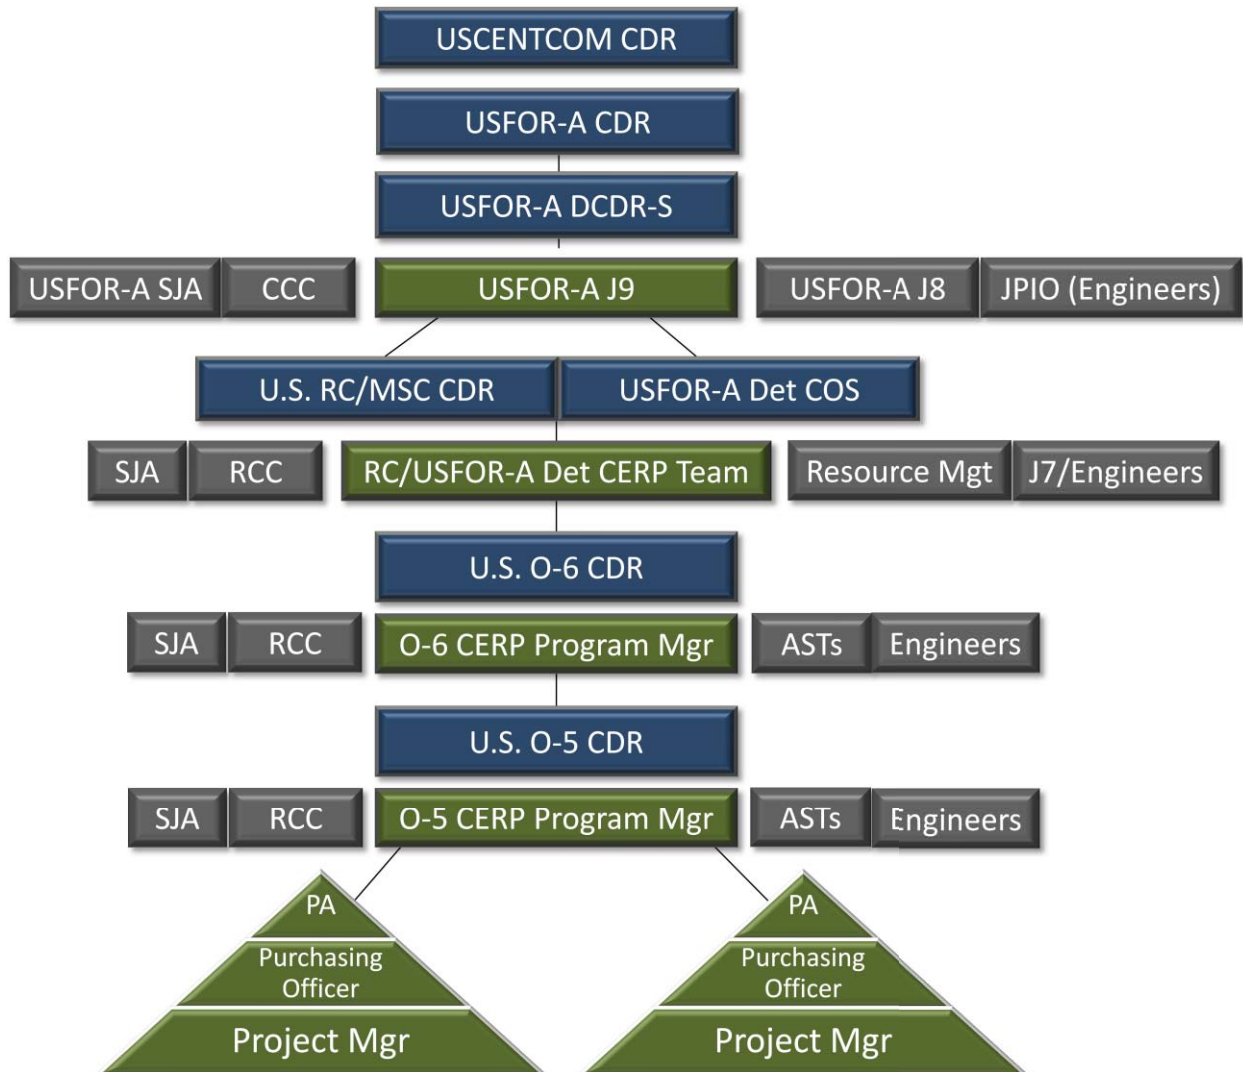 USCENTCOM CDR
USFOR-A CDR
USFOR-A DCDR-S
USFOR-A SJA CCC USFOR-A J9 USFOR-A J8 JPIO (Engineers)
U.S. RC/MSC CDR USFOR-A Det COS
SJA RCC RC/USFOR-A Det CERP Team Resource Mgt J7/Engineers
U.S. O-6 CDR
SJA RCC O-6 CERP Program Mgr ASTs Engineers
U.S. O-5 CDR
SJA RCC O-5 CERP Program Mgr ASTs Engineers
PA PA
Purchasing Purchasing
Officer Officer
Project Mgr Project Mgr